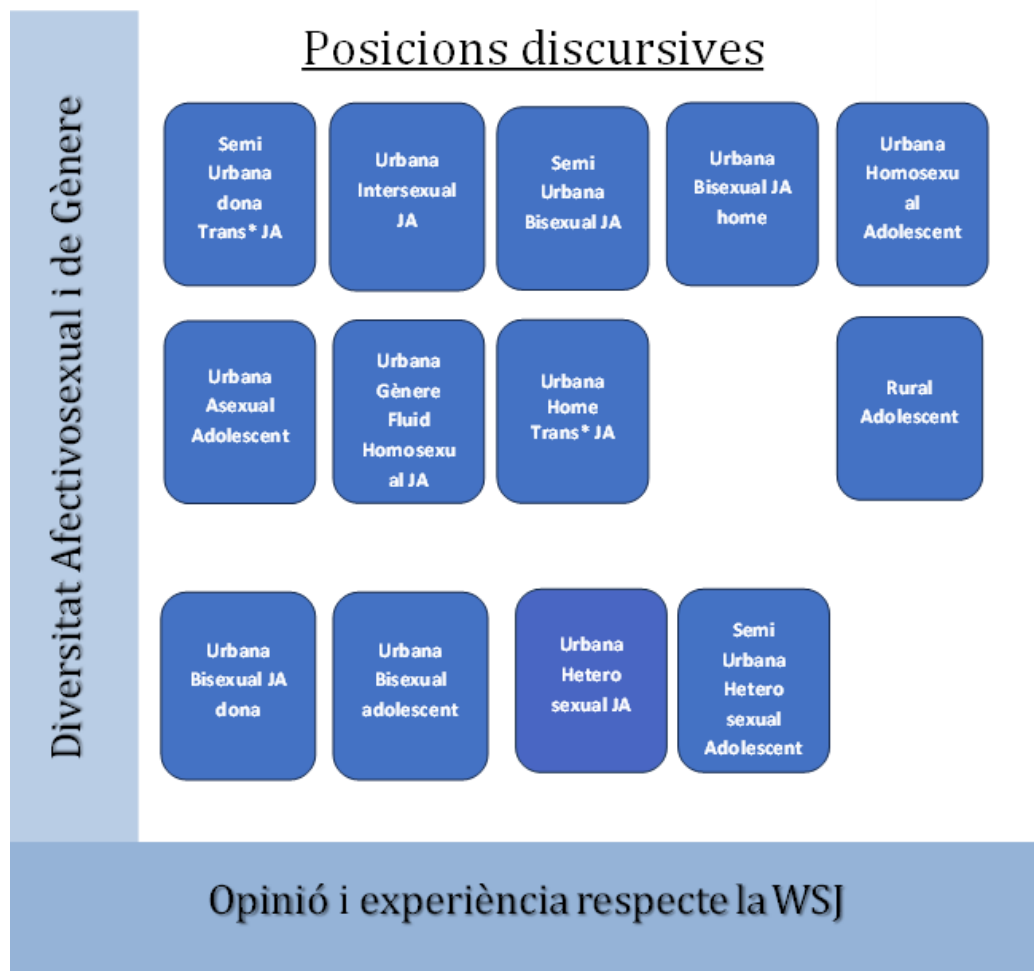 Posicions discursives
Diversitat Afectivosexual i de Gènere
Semi
Urbana
dona
Trans* JA
Urbana
Intersexual
JA
Semi
Urbana
Bisexual JA
Urbana
Bisexual JA
home
Urbana
Homosexu
al
Adolescent
Urbana
Asexual
Adolescent
Urbana
Gènere
Fluid
Homosexu
al JA
Urbana
Home
Trans* JA
Rural
Adolescent
Urbana
Bisexual JA
dona
Urbana
Bisexual
adolescent
Urbana
Hetero
sexual JA
Semi
Urbana
Hetero
sexual
Adolescent
Opinió i experiència respecte la WSJ